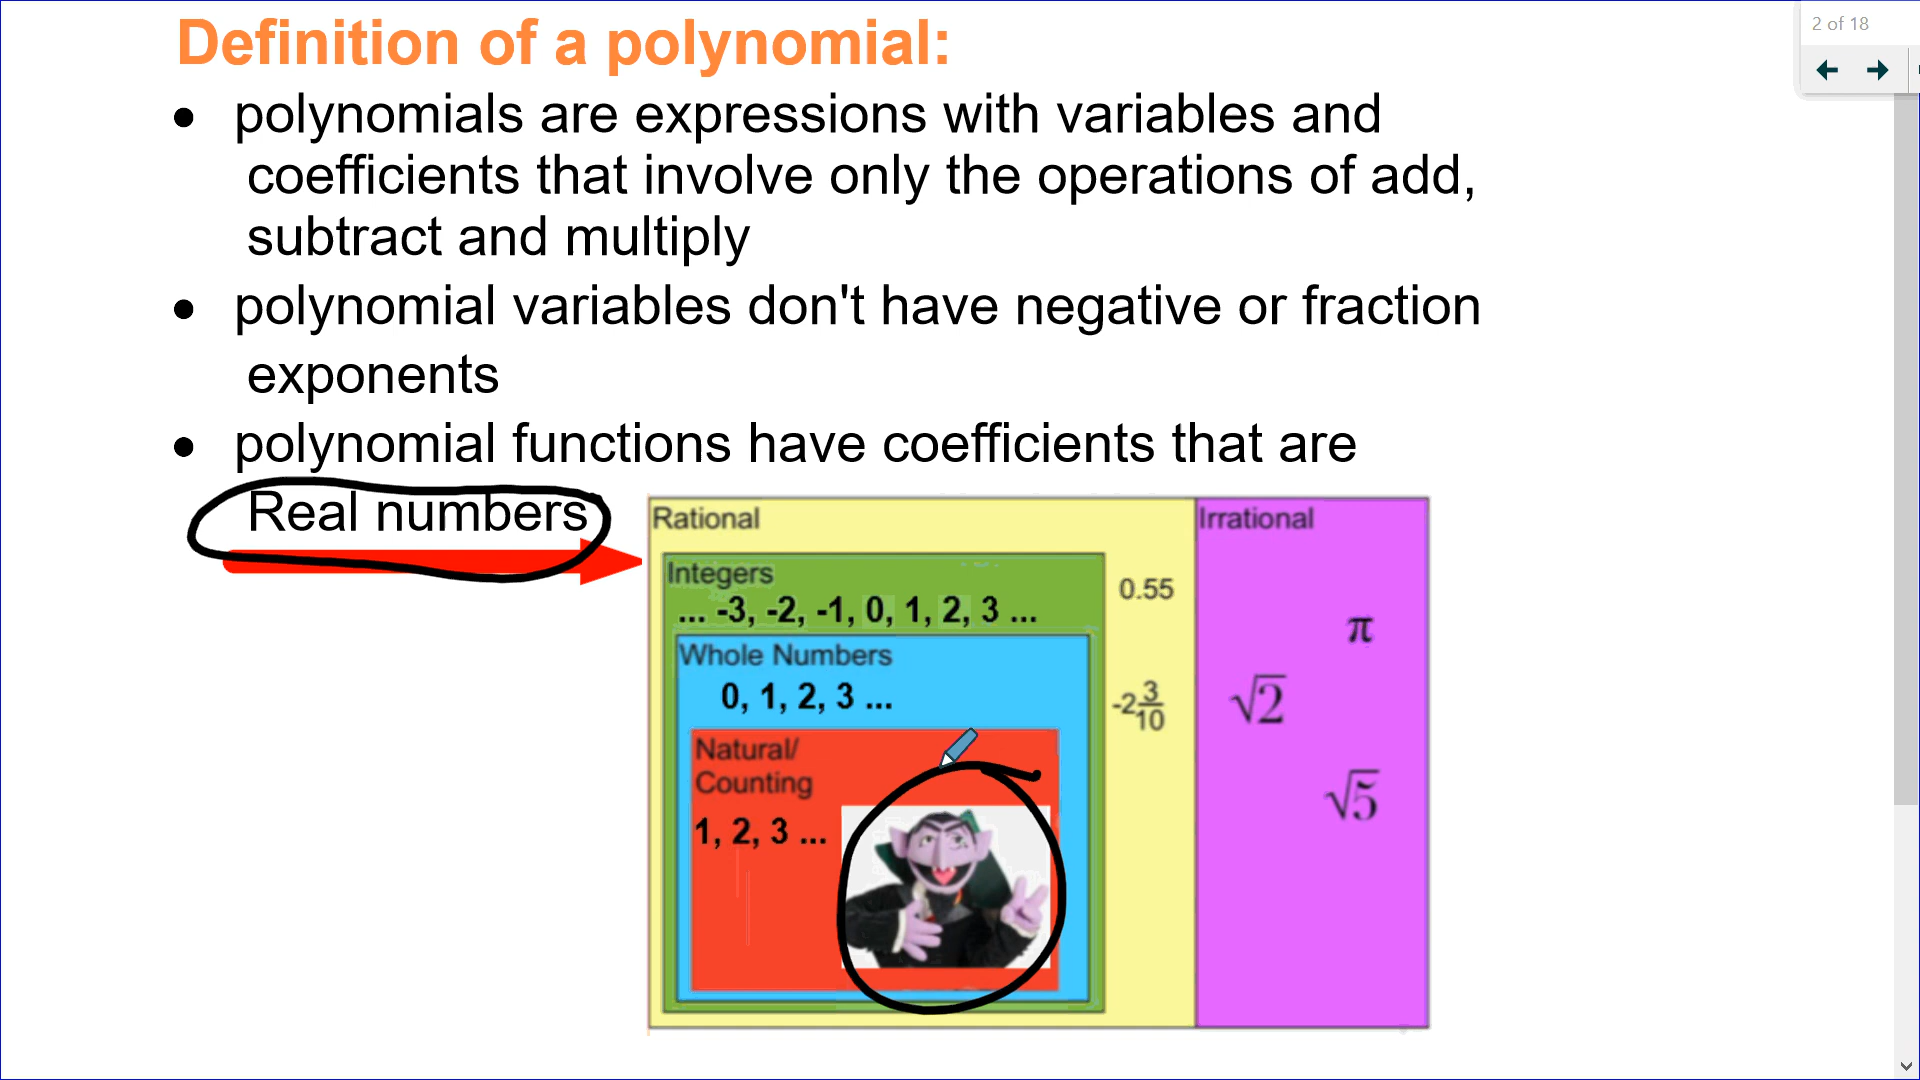 2 of 18
Definition of a polynomial:
• polynomials are expressions with variables and
coefficients that involve only the operations of add,
subtract and multiply
• polynomial variables don't have negative or fraction
exponents
• polynomial functions have coefficients that are
Real numbers
Rational
Irrational
Integers
... -3, -2, -1, 0, 1, 2, 3 ...
0.55
π
Whole Numbers
0, 1, 2, 3 ...
-2 3/10
√2
Natural/
Counting
1, 2, 3 ...
√5